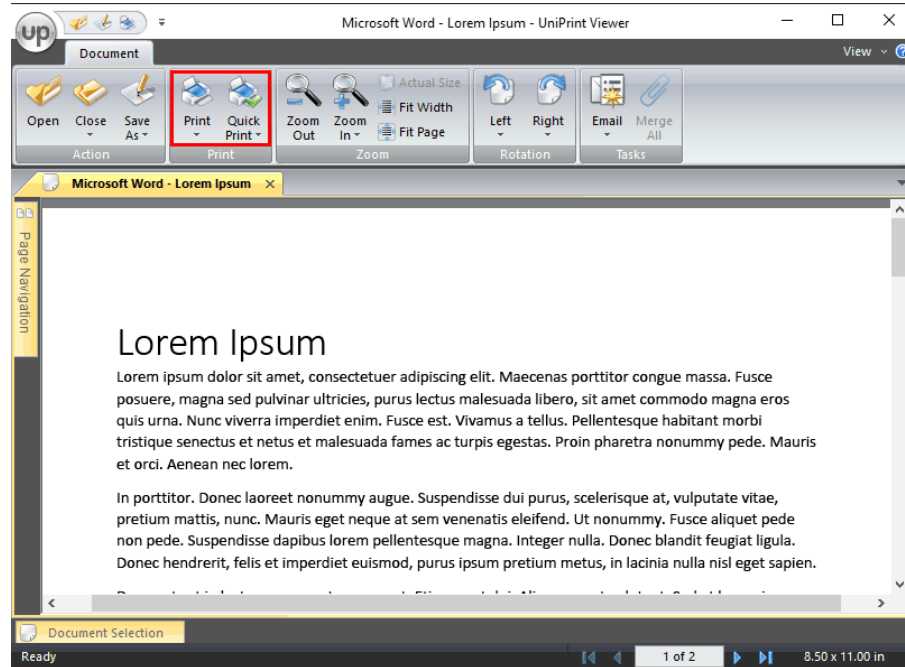 up
Microsoft Word - Lorem Ipsum - UniPrint Viewer
Document
View
Open
Close
Save As
Print
Quick Print
Zoom Out
Zoom In
Actual Size
Fit Width
Fit Page
Left
Right
Email
Merge All
Action
Print
Zoom
Rotation
Tasks
Microsoft Word - Lorem Ipsum
Page Navigation
Lorem Ipsum
Lorem ipsum dolor sit amet, consectetuer adipiscing elit. Maecenas porttitor congue massa. Fusce
posuere, magna sed pulvinar ultricies, purus lectus malesuada libero, sit amet commodo magna eros
quis urna. Nunc viverra imperdiet enim. Fusce est. Vivamus a tellus. Pellentesque habitant morbi
tristique senectus et netus et malesuada fames ac turpis egestas. Proin pharetra nonummy pede. Mauris
et orci. Aenean nec lorem.
In porttitor. Donec laoreet nonummy augue. Suspendisse dui purus, scelerisque at, vulputate vitae,
pretium mattis, nunc. Mauris eget neque at sem venenatis eleifend. Ut nonummy. Fusce aliquet pede
non pede. Suspendisse dapibus lorem pellentesque magna. Integer nulla. Donec blandit feugiat ligula.
Donec hendrerit, felis et imperdiet euismod, purus ipsum pretium metus, in lacinia nulla nisl eget sapien.
Document Selection
Ready
1 of 2
8.50 x 11.00 in